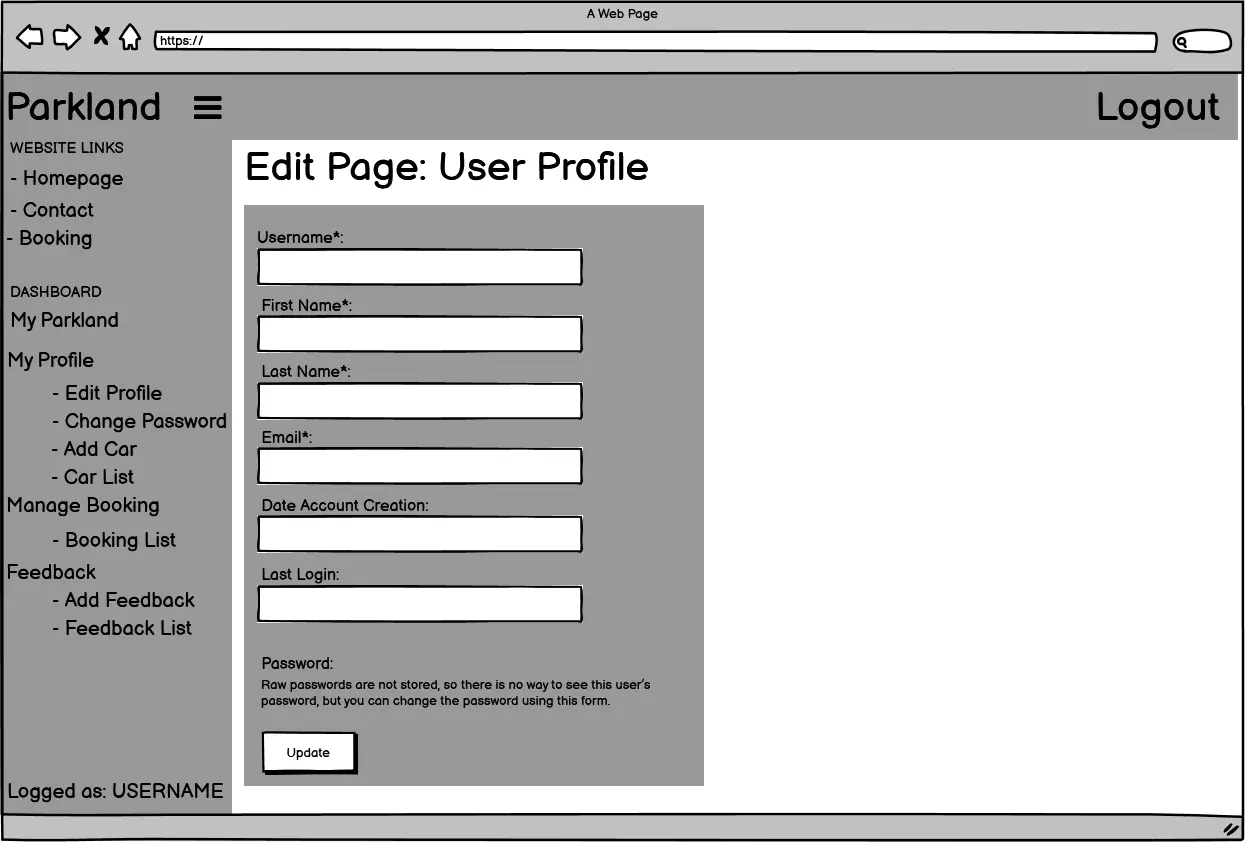 A Web Page
https://
Parkland
Logout
WEBSITE LINKS
- Homepage
- Contact
- Booking
DASHBOARD
My Parkland
My Profile
- Edit Profile
- Change Password
- Add Car
- Car List
Manage Booking
- Booking List
Feedback
- Add Feedback
- Feedback List
Logged as: USERNAME
Edit Page: User Profile
Username*:
First Name*:
Last Name*:
Email*:
Date Account Creation:
Last Login:
Password:
Raw passwords are not stored, so there is no way to see this user's
password, but you can change the password using this form.
Update